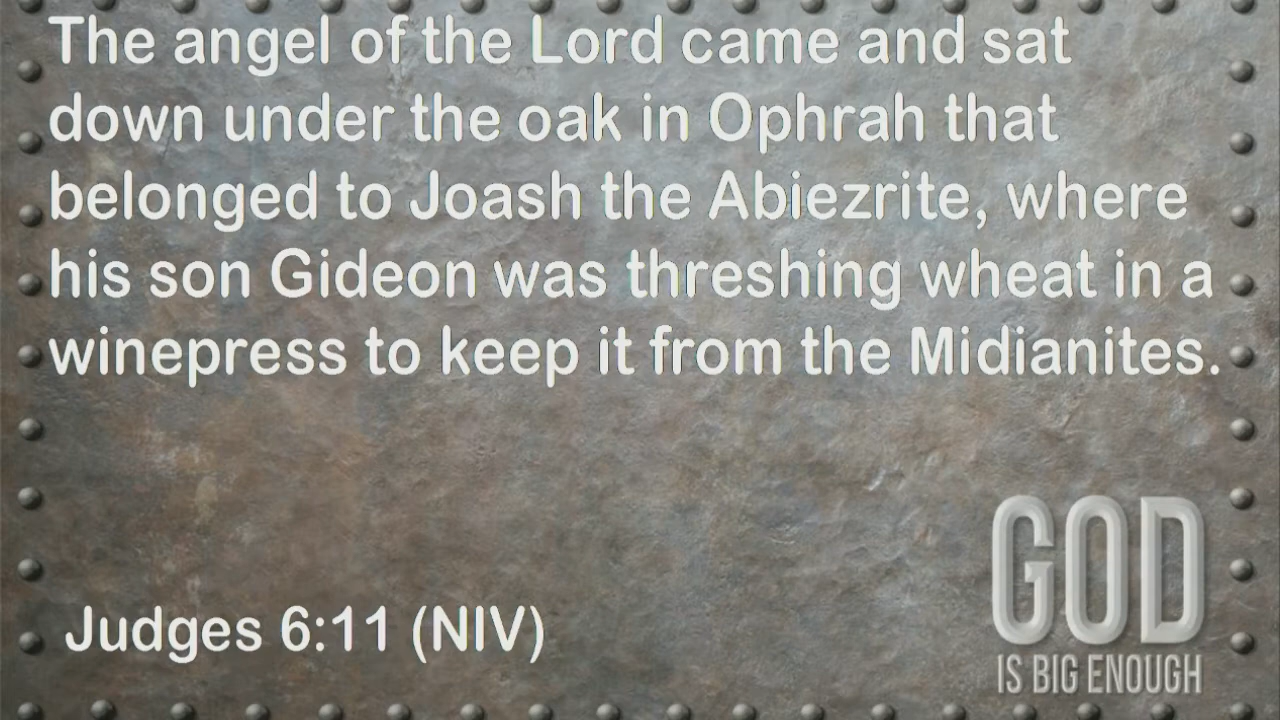 The angel of the Lord came and sat
down under the oak in Ophrah that
belonged to Joash the Abiezrite, where
his son Gideon was threshing wheat in a
winepress to keep it from the Midianites.
Judges 6:11 (NIV)
GOD
IS BIG ENOUGH